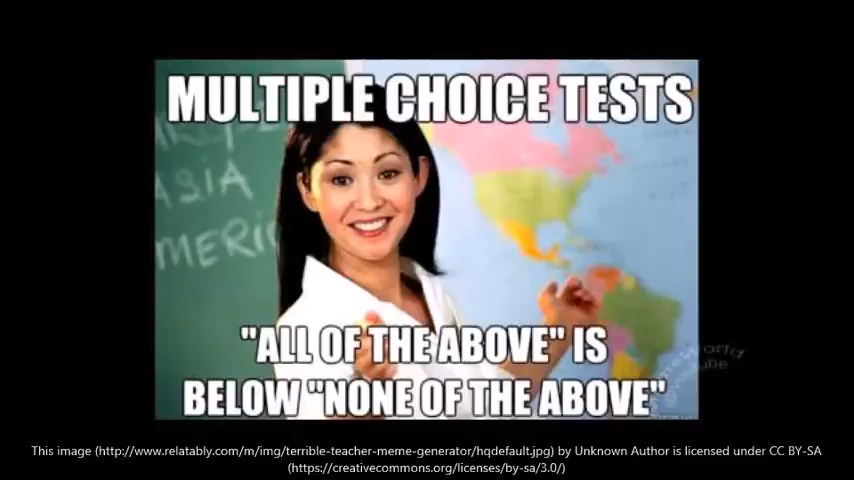 MULTIPLE CHOICE TESTS
ASIA
MERIC
"ALL OF THE ABOVE" IS
BELOW "NONE OF THE ABOVE"
This image (http://www.relatably.com/m/img/terrible-teacher-meme-generator/hqdefault.jpg) by Unknown Author is licensed under CC BY-SA
(https://creativecommons.org/licenses/by-sa/3.0/)